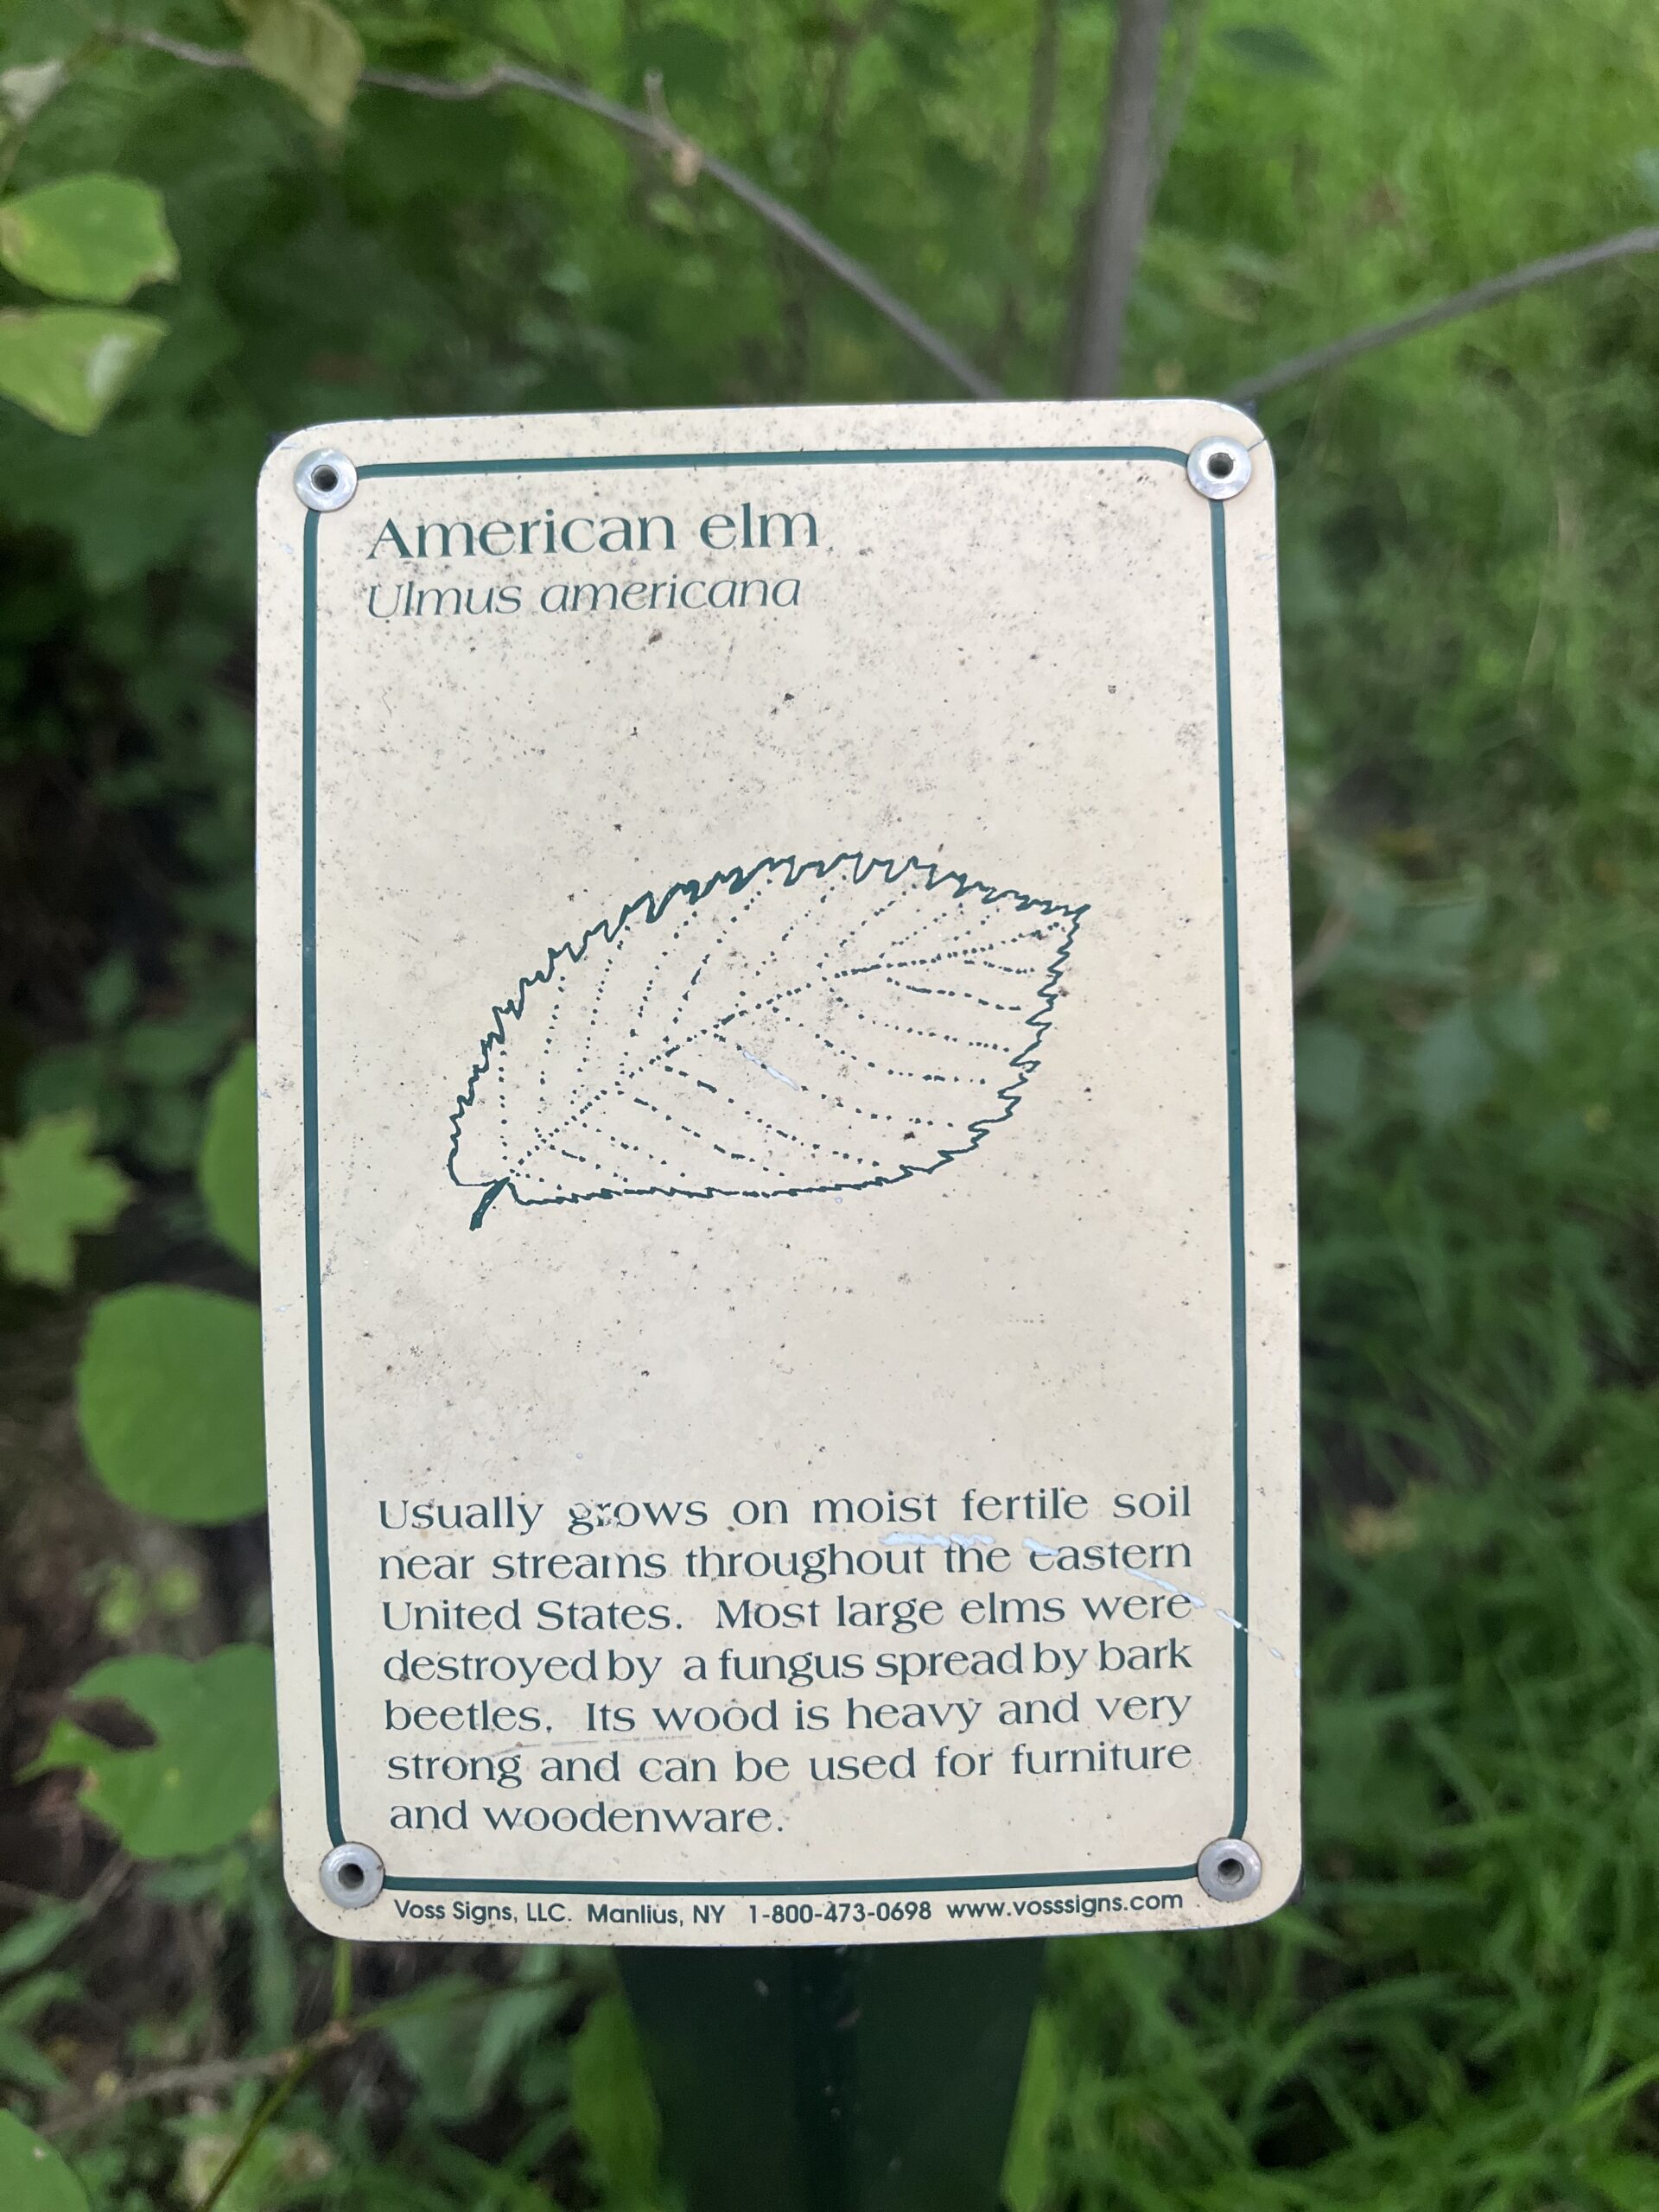 American elm
Ulmus americana
Usually grows on moist fertile soil
near streams throughout the eastern
United States. Most large elms were
destroyed by a fungus spread by bark
beetles. Its wood is heavy and very
strong and can be used for furniture
and woodenware.
Voss Signs, LLC. Manlius, NY 1-800-473-0698 www.vosssigns.com